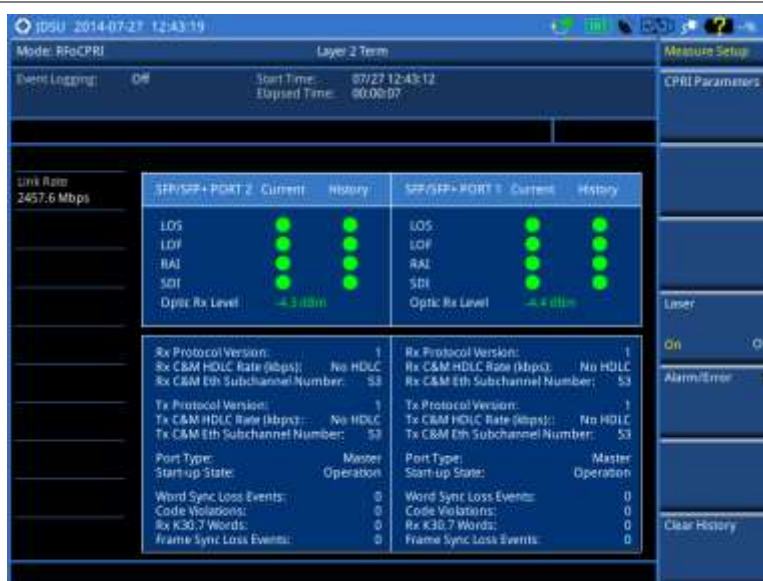 JDSU 2014-07-27 12:43:19
Mode: RFoCPRI
Layer 2 Term
Measure Setup
Event Logging: Off
Start Time: 07/27 12:43:12
Elapsed Time: 00:00:07
CPRI Parameters
Link Rate
2457.6 Mbps
SFP/SFP+ PORT 2 Current History
LOS
LOF
RAI
SDI
Optic Rx Level -4.3 dBm
SFP/SFP+ PORT 1 Current History
LOS
LOF
RAI
SDI
Optic Rx Level -4.4 dBm
Rx Protocol Version: 1
Rx C&M HDLC Rate (kbps): No HDLC
Rx C&M Eth Subchannel Number: 53
Tx Protocol Version: 1
Tx C&M HDLC Rate (kbps):: No HDLC
Tx C&M Eth Subchannel Number: 53
Port Type: Master
Start-up State: Operation
Word Sync Loss Events: 0
Code Violations: 0
Rx K30.7 Words: 0
Frame Sync Loss Events: 0
Rx Protocol Version: 1
Rx C&M HDLC Rate (kbps): No HDLC
Rx C&M Eth Subchannel Number: 53
Tx Protocol Version: 1
Tx C&M HDLC Rate (kbps):: No HDLC
Tx C&M Eth Subchannel Number: 53
Port Type: Master
Start-up State: Operation
Word Sync Loss Events: 0
Code Violations: 0
Rx K30.7 Words: 0
Frame Sync Loss Events: 0
Laser
On O
Alarm/Error
Clear History